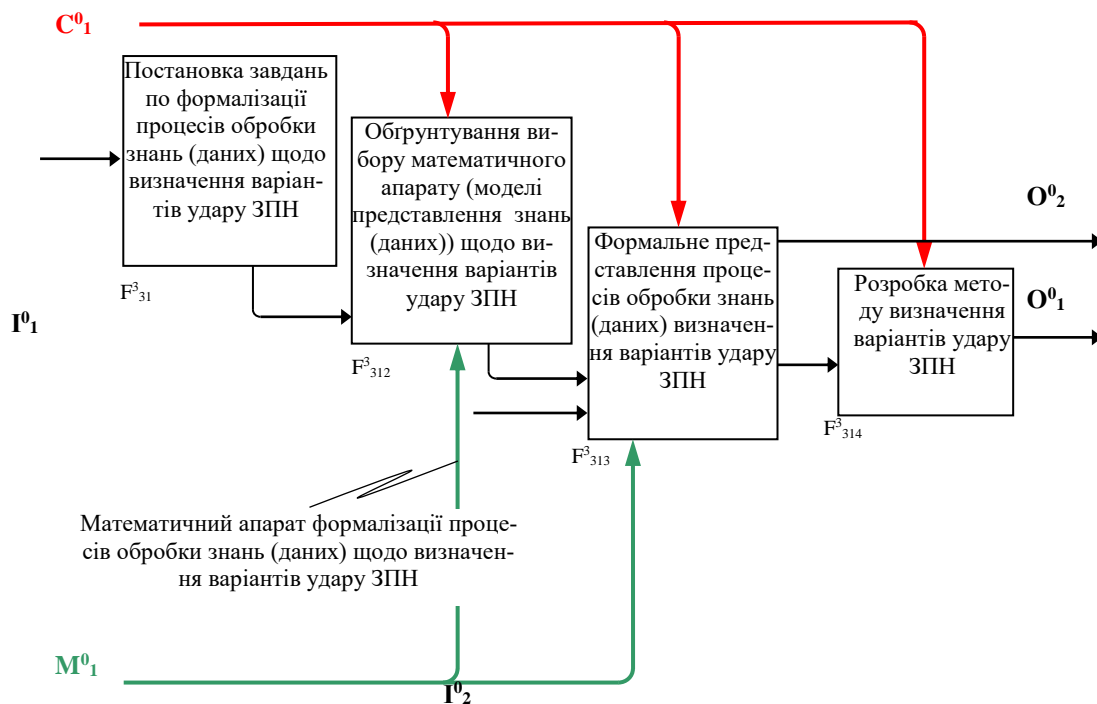 C⁰₁
Постановка завдань
по формалізації
процесів обробки
знань (даних) щодо
визначення варіан-
тів удару ЗПН
F³₃₁
I⁰₁
Обґрунтування ви-
бору математичного
апарату (моделі
представлення знань
(даних)) щодо ви-
значення варіантів
удару ЗПН
F³₃₁₂
Формальне пред-
ставлення проце-
сів обробки знань
(даних) визначен-
ня варіантів удару
ЗПН
F³₃₁₃
O⁰₂
Розробка мето-
ду визначення
варіантів удару
ЗПН
F³₃₁₄
O⁰₁
Математичний апарат формалізації проце-
сів обробки знань (даних) щодо визначен-
ня варіантів удару ЗПН
M⁰₁
I⁰₂